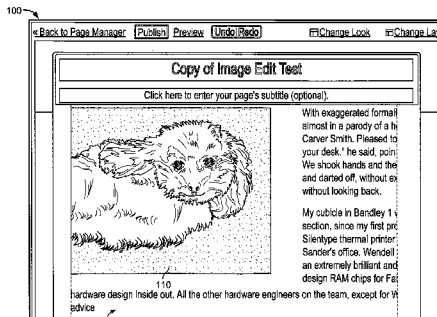 100
« Back to Page Manager Publish Preview Undo Redo Change Look Change La
Copy of Image Edit Test
Click here to enter your page's subtitle (optional).
With exaggerated formali
almost in a parody of a h
Carver Smith. Pleased to
your desk." he said, poin
We shook hands and the
and darted off, without ex
without looking back.
My cubicle in Bandley 1 w
section, since my first pro
Silentype thermal printer
Sander's office. Wendell
an extremely brilliant and
design RAM chips for Fai
110
hardware design inside out. All the other hardware engineers on the team, except for W
advice